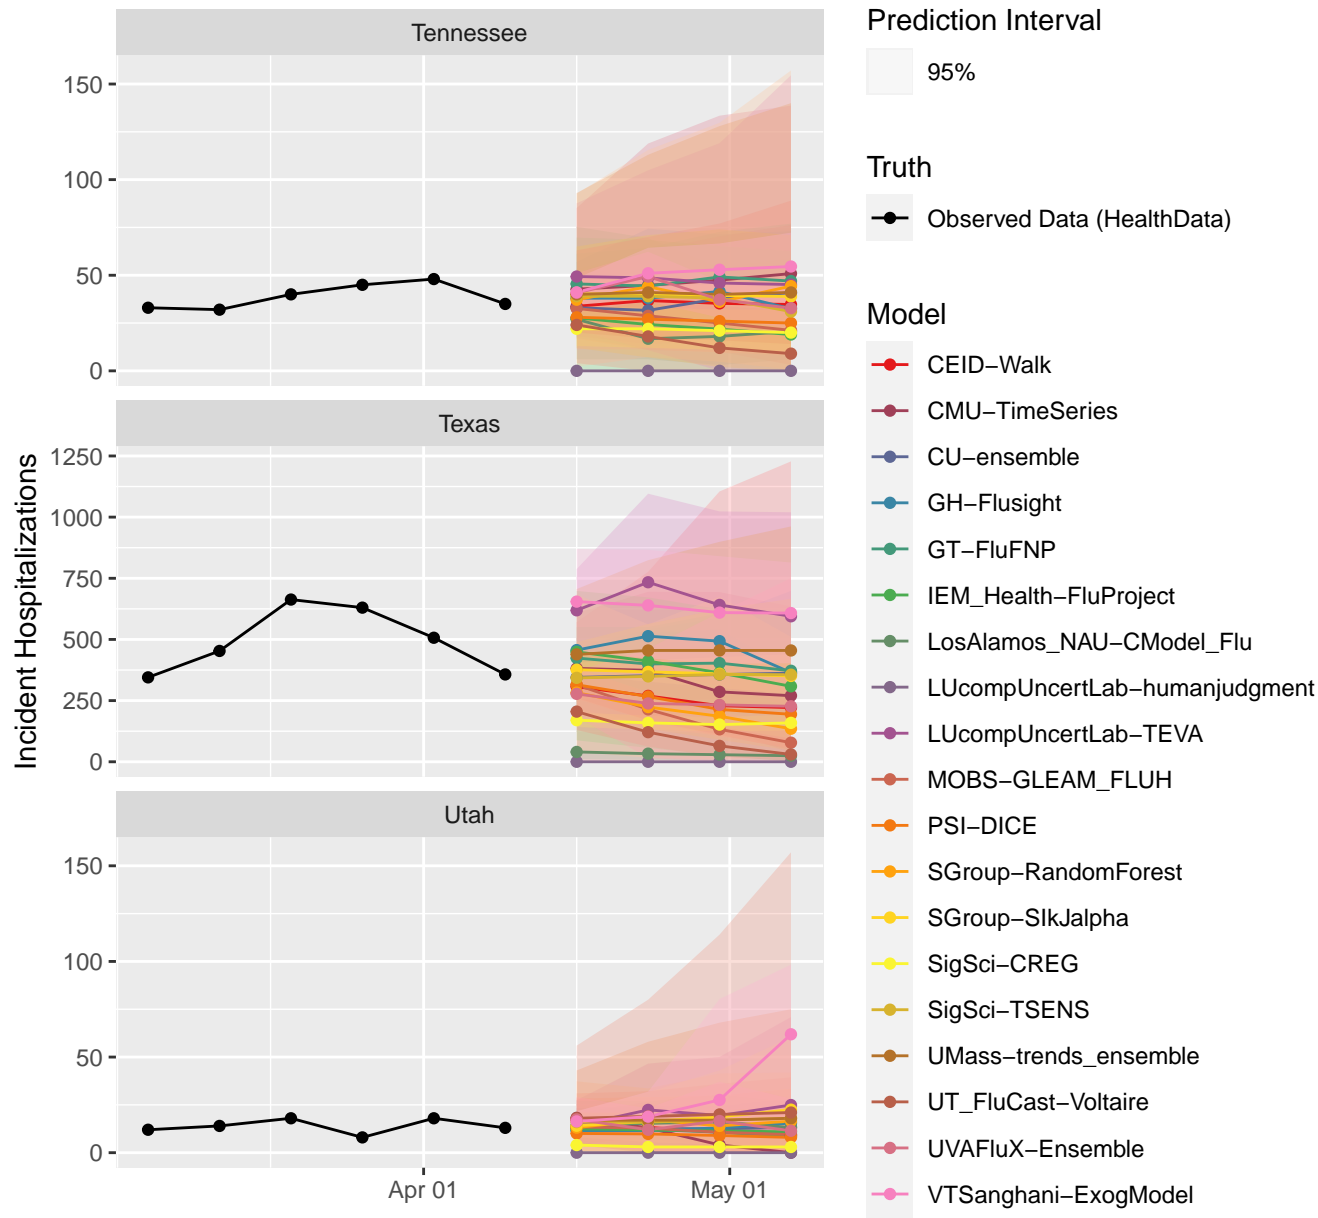 Tennessee
150
100
50
0
Texas
1250
1000
750
500
250
0
Utah
150
100
50
0
Apr 01
May 01
Incident Hospitalizations
Prediction Interval
95%
Truth
Observed Data (HealthData)
Model
CEID−Walk
CMU−TimeSeries
CU−ensemble
GH−Flusight
GT−FluFNP
IEM_Health−FluProject
LosAlamos_NAU−CModel_Flu
LUcompUncertLab−humanjudgment
LUcompUncertLab−TEVA
MOBS−GLEAM_FLUH
PSI−DICE
SGroup−RandomForest
SGroup−SIkJalpha
SigSci−CREG
SigSci−TSENS
UMass−trends_ensemble
UT_FluCast−Voltaire
UVAFluX−Ensemble
VTSanghani−ExogModel